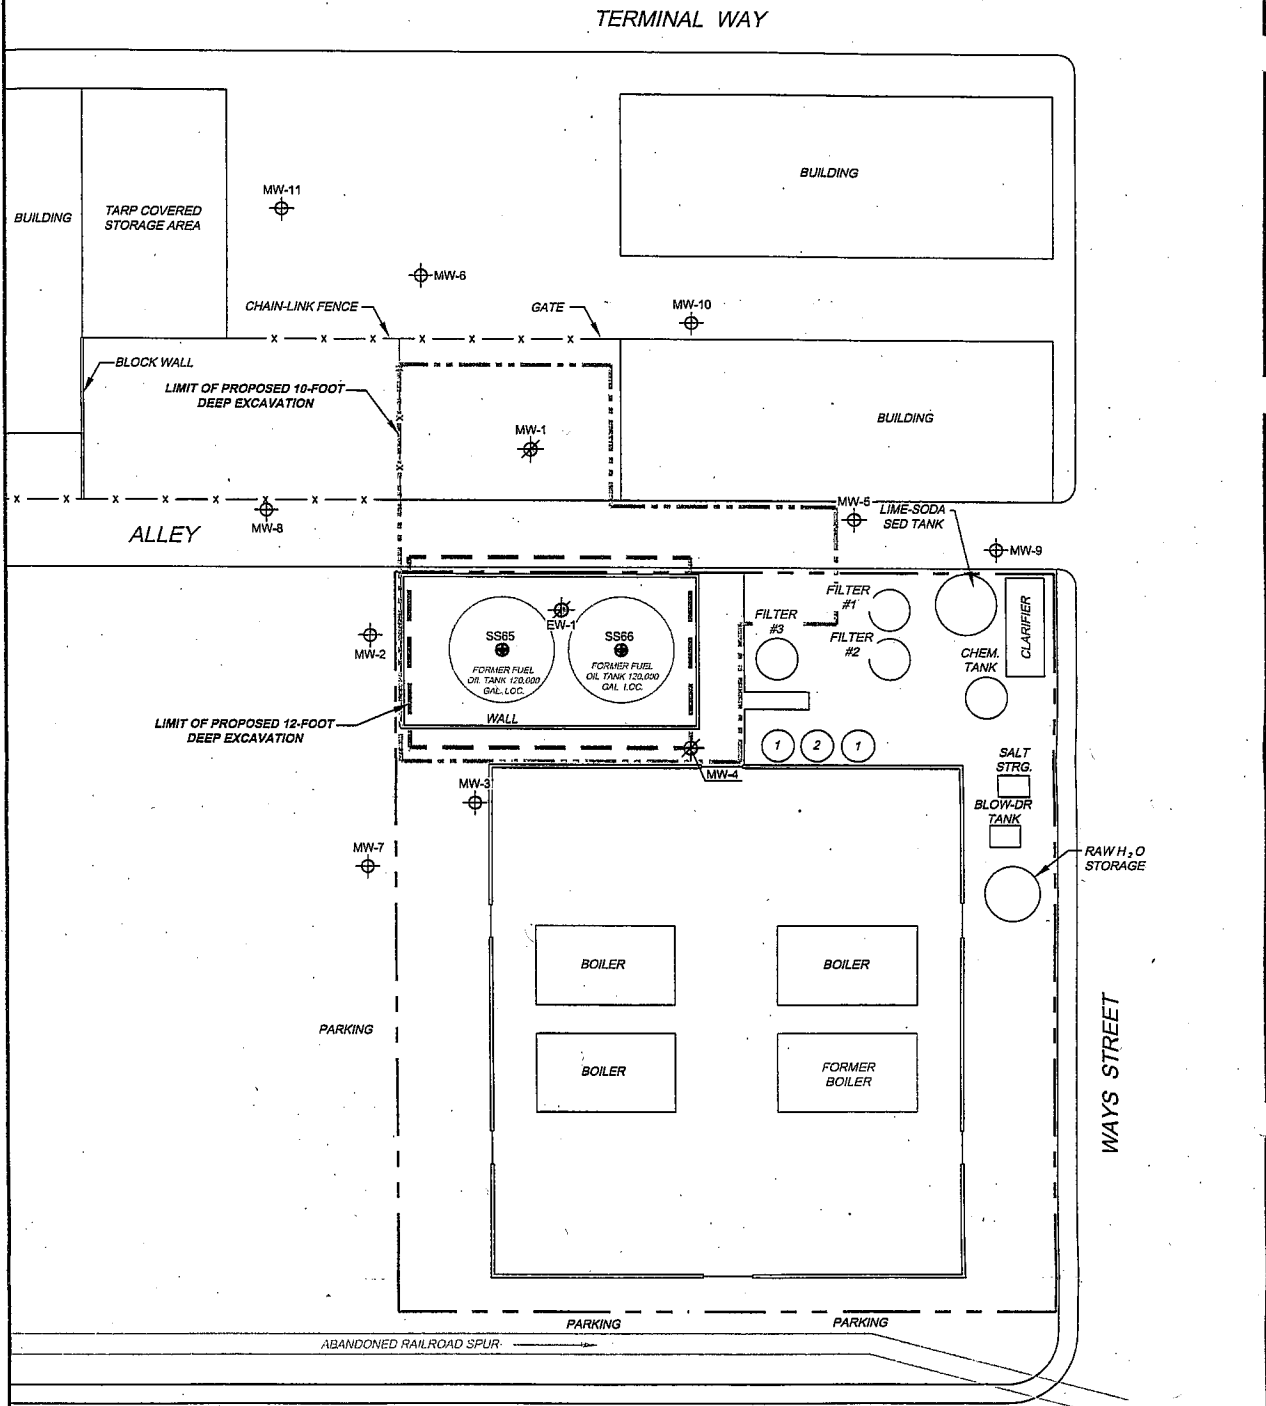 TERMINAL WAY
BUILDING
MW-11
BUILDING
TARP COVERED
STORAGE AREA
MW-6
CHAIN-LINK FENCE
GATE
MW-10
BLOCK WALL
LIMIT OF PROPOSED 10-FOOT
DEEP EXCAVATION
MW-1
BUILDING
MW-8
ALLEY
MW-5
LIME-SODA
SED TANK
MW-9
MW-2
EW-1
SS65
FORMER FUEL
OIL TANK 120,000
GAL. LOC.
SS66
FORMER FUEL
OIL TANK 120,000
GAL. LOC.
FILTER
#3
FILTER
#1
FILTER
#2
CHEM.
TANK
CLARIFIER
WALL
LIMIT OF PROPOSED 12-FOOT
DEEP EXCAVATION
1
2
1
MW-4
SALT
STRG.
BLOW-DR
TANK
MW-3
MW-7
RAW H₂O
STORAGE
BOILER
BOILER
PARKING
BOILER
FORMER
BOILER
WAYS STREET
PARKING
PARKING
ABANDONED RAILROAD SPUR